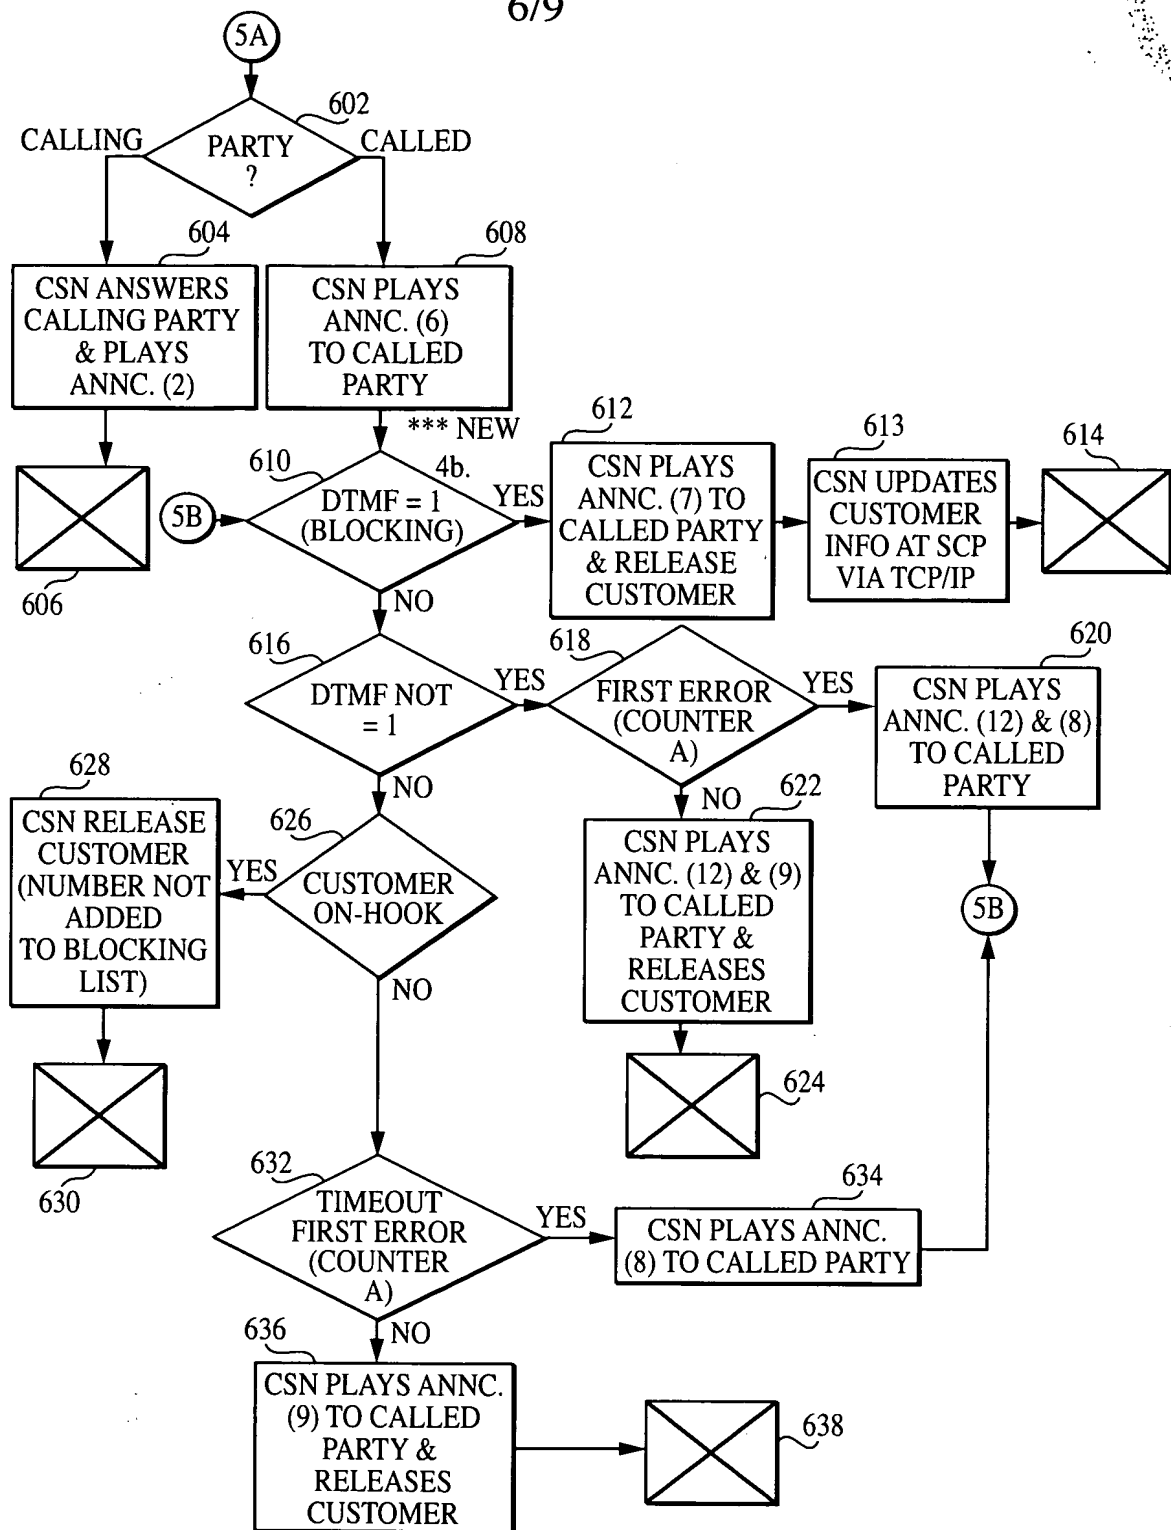 6/9
5A
602
CALLING
PARTY
?
CALLED
604
CSN ANSWERS
CALLING PARTY
& PLAYS
ANNC. (2)
606
608
CSN PLAYS
ANNC. (6)
TO CALLED
PARTY
*** NEW
4b.
610
5B
DTMF = 1
(BLOCKING)
YES
NO
612
CSN PLAYS
ANNC. (7) TO
CALLED PARTY
& RELEASE
CUSTOMER
613
CSN UPDATES
CUSTOMER
INFO AT SCP
VIA TCP/IP
614
616
DTMF NOT
= 1
YES
NO
618
FIRST ERROR
(COUNTER
A)
YES
NO
620
CSN PLAYS
ANNC. (12) & (8)
TO CALLED
PARTY
5B
622
CSN PLAYS
ANNC. (12) & (9)
TO CALLED
PARTY &
RELEASES
CUSTOMER
624
626
CUSTOMER
ON-HOOK
YES
NO
628
CSN RELEASE
CUSTOMER
(NUMBER NOT
ADDED
TO BLOCKING
LIST)
630
632
TIMEOUT
FIRST ERROR
(COUNTER
A)
YES
NO
634
CSN PLAYS ANNC.
(8) TO CALLED PARTY
636
CSN PLAYS ANNC.
(9) TO CALLED
PARTY &
RELEASES
CUSTOMER
638